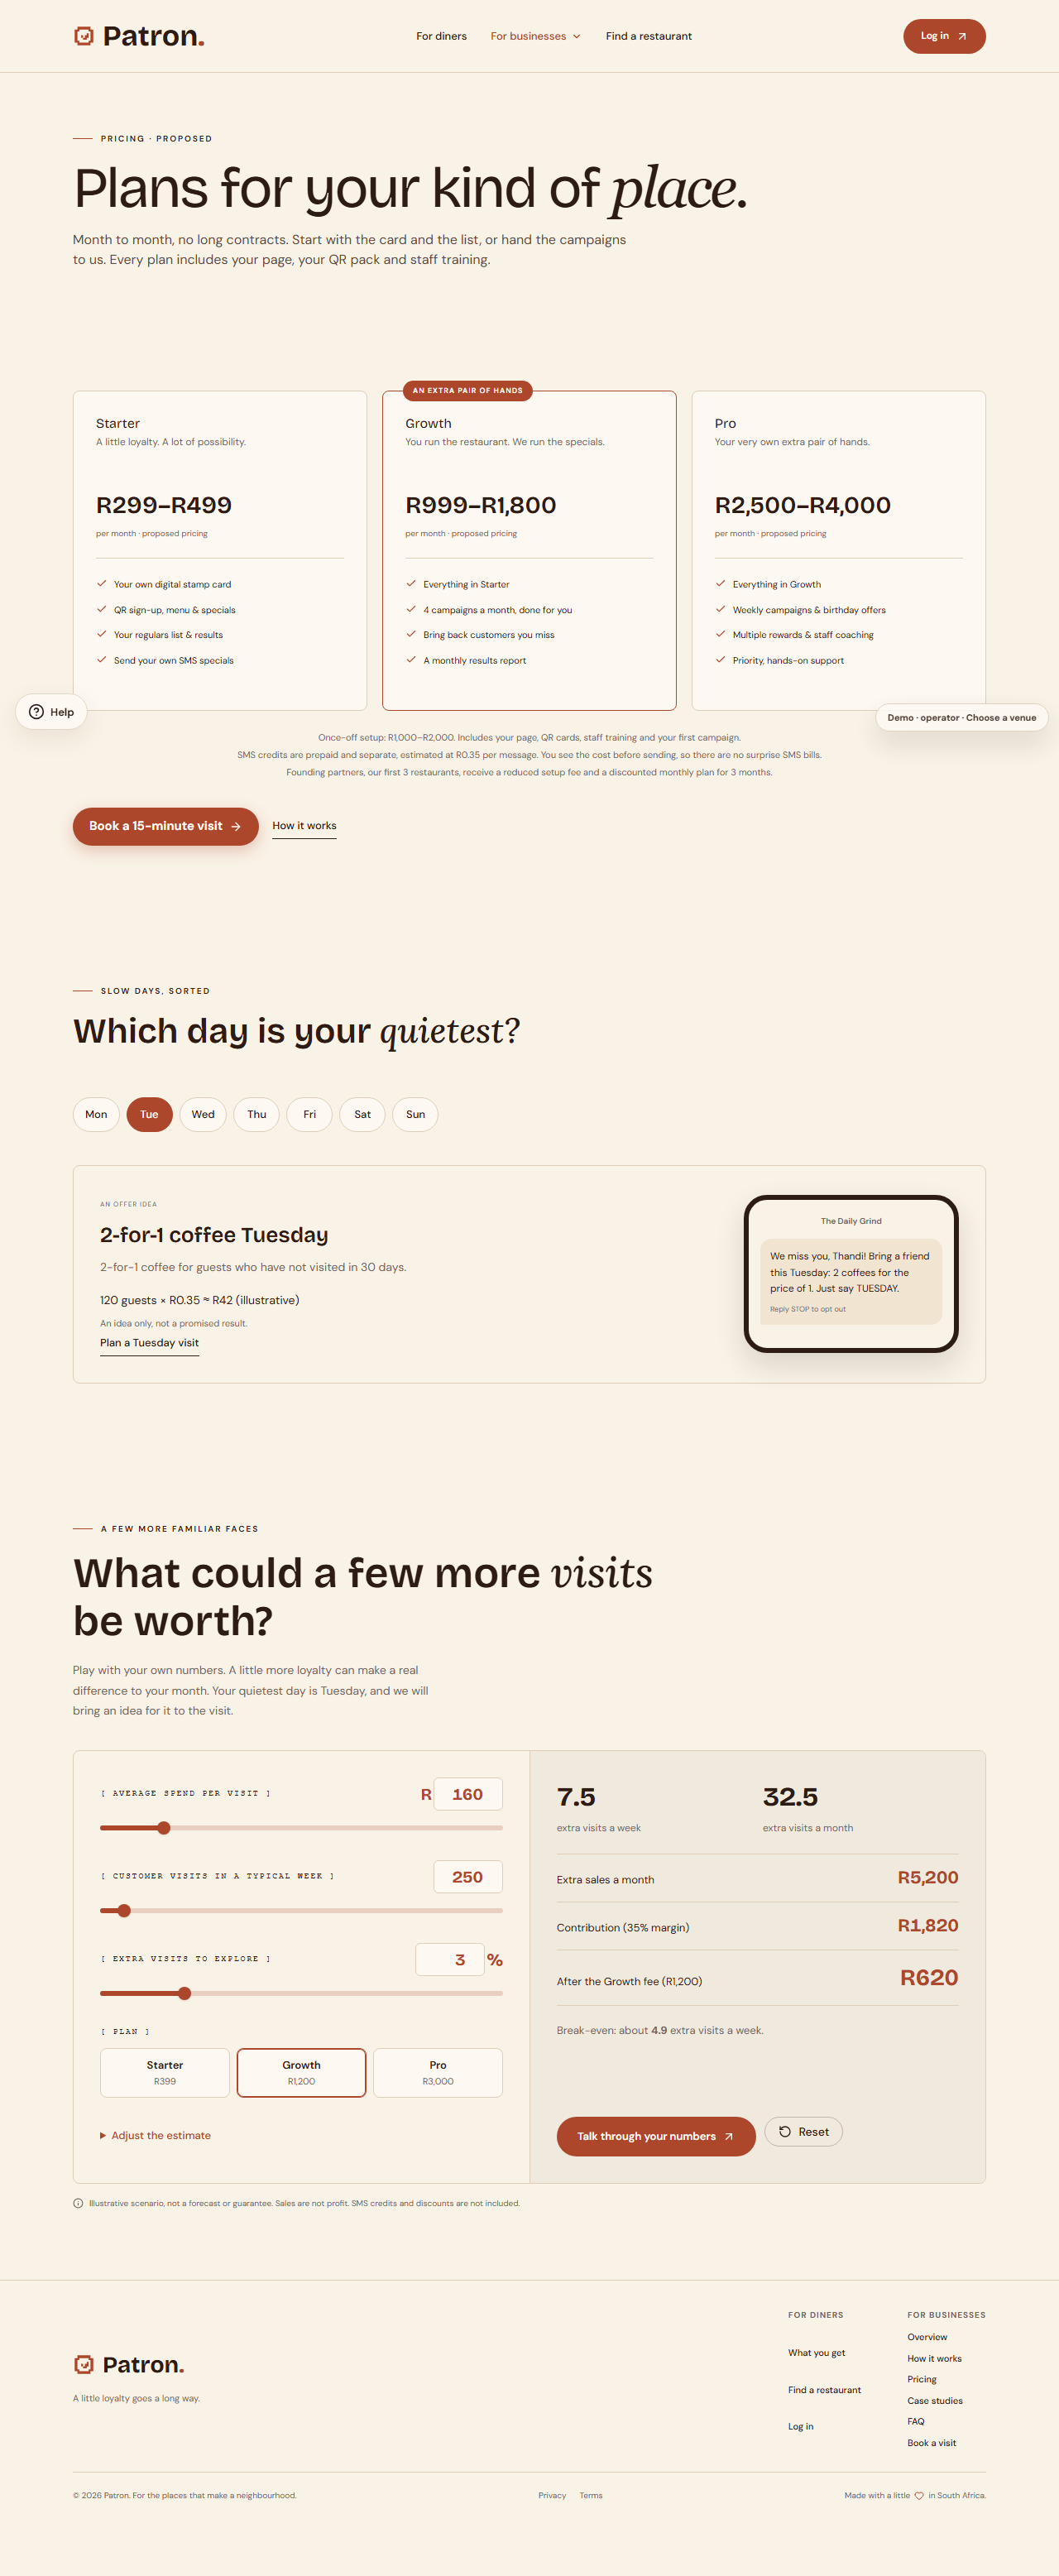 Patron.
For diners
For businesses
Find a restaurant
Log in
PRICING · PROPOSED
Plans for your kind of place.
Month to month, no long contracts. Start with the card and the list, or hand the campaigns
to us. Every plan includes your page, your QR pack and staff training.
Starter
A little loyalty. A lot of possibility.
R299–R499
per month · proposed pricing
Your own digital stamp card
QR sign-up, menu & specials
Your regulars list & results
Send your own SMS specials
AN EXTRA PAIR OF HANDS
Growth
You run the restaurant. We run the specials.
R999–R1,800
per month · proposed pricing
Everything in Starter
4 campaigns a month, done for you
Bring back customers you miss
A monthly results report
Pro
Your very own extra pair of hands.
R2,500–R4,000
per month · proposed pricing
Everything in Growth
Weekly campaigns & birthday offers
Multiple rewards & staff coaching
Priority, hands-on support
Help
Demo · operator · Choose a venue
Once-off setup: R1,000–R2,000. Includes your page, QR cards, staff training and your first campaign.
SMS credits are prepaid and separate, estimated at R0.35 per message. You see the cost before sending, so there are no surprise SMS bills.
Founding partners, our first 3 restaurants, receive a reduced setup fee and a discounted monthly plan for 3 months.
Book a 15-minute visit
How it works
SLOW DAYS, SORTED
Which day is your quietest?
Mon
Tue
Wed
Thu
Fri
Sat
Sun
AN OFFER IDEA
2-for-1 coffee Tuesday
2-for-1 coffee for guests who have not visited in 30 days.
120 guests × R0.35 ≈ R42 (illustrative)
An idea only, not a promised result.
Plan a Tuesday visit
The Daily Grind
We miss you, Thandi! Bring a friend
this Tuesday: 2 coffees for the
price of 1. Just say TUESDAY.
Reply STOP to opt out
A FEW MORE FAMILIAR FACES
What could a few more visits
be worth?
Play with your own numbers. A little more loyalty can make a real
difference to your month. Your quietest day is Tuesday, and we will
bring an idea for it to the visit.
[ AVERAGE SPEND PER VISIT ]
R 160
[ CUSTOMER VISITS IN A TYPICAL WEEK ]
250
[ EXTRA VISITS TO EXPLORE ]
3 %
[ PLAN ]
Starter
R399
Growth
R1,200
Pro
R3,000
Adjust the estimate
7.5
extra visits a week
32.5
extra visits a month
Extra sales a month
R5,200
Contribution (35% margin)
R1,820
After the Growth fee (R1,200)
R620
Break-even: about 4.9 extra visits a week.
Talk through your numbers
Reset
Illustrative scenario, not a forecast or guarantee. Sales are not profit. SMS credits and discounts are not included.
Patron.
A little loyalty goes a long way.
FOR DINERS
What you get
Find a restaurant
Log in
FOR BUSINESSES
Overview
How it works
Pricing
Case studies
FAQ
Book a visit
© 2026 Patron. For the places that make a neighbourhood.
Privacy
Terms
Made with a little
in South Africa.